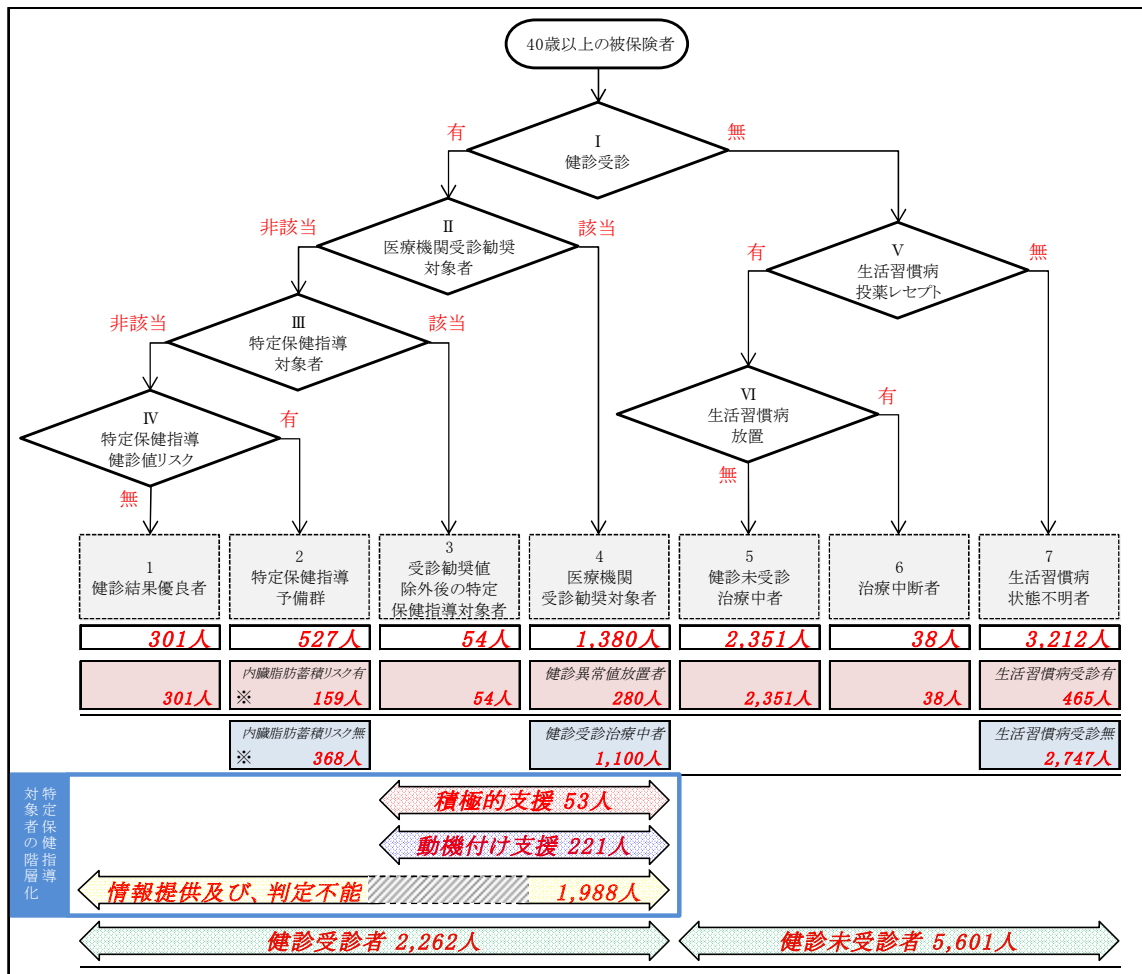 40歳以上の被保険者
Ⅰ
健診受診
有
無
Ⅱ
医療機関受診勧奨
対象者
非該当
該当
Ⅴ
生活習慣病
投薬レセプト
有
無
Ⅲ
特定保健指導
対象者
非該当
該当
Ⅵ
生活習慣病
放置
有
無
Ⅳ
特定保健指導
健診値リスク
有
無
1
健診結果優良者
2
特定保健指導
予備群
3
受診勧奨値
除外後の特定
保健指導対象者
4
医療機関
受診勧奨対象者
5
健診未受診
治療中者
6
治療中断者
7
生活習慣病
状態不明者
301人
527人
54人
1,380人
2,351人
38人
3,212人
301人
内臓脂肪蓄積リスク有
※ 159人
54人
健診異常値放置者
280人
2,351人
38人
生活習慣病受診有
465人
内臓脂肪蓄積リスク無
※ 368人
健診受診治療中者
1,100人
生活習慣病受診無
2,747人
特定保健指導
対象者の階層化
積極的支援 53人
動機付け支援 221人
情報提供及び、判定不能 1,988人
健診受診者 2,262人
健診未受診者 5,601人